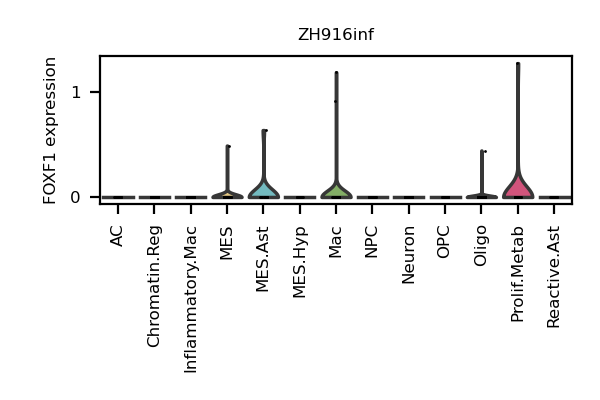 ZH916inf
FOXF1 expression
1
0
AC
Chromatin.Reg
Inflammatory.Mac
MES
MES.Ast
MES.Hyp
Mac
NPC
Neuron
OPC
Oligo
Prolif.Metab
Reactive.Ast